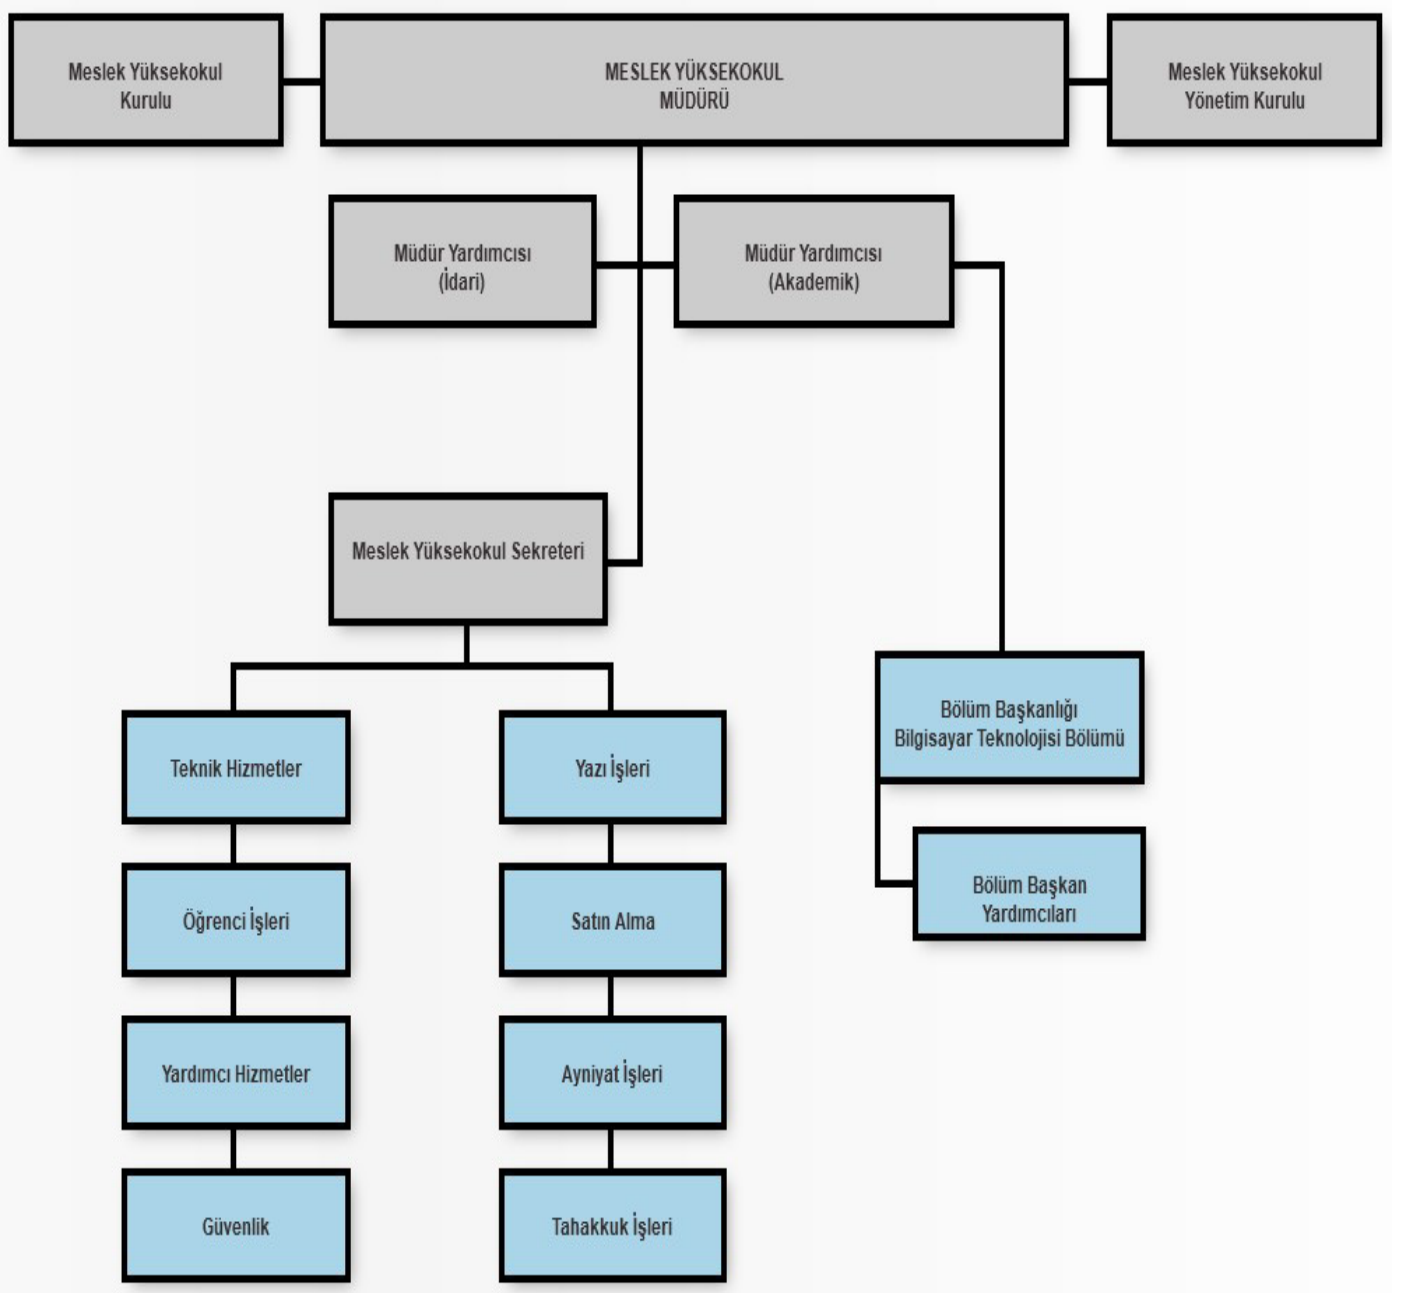 Meslek Yüksekokul
Kurulu
MESLEK YÜKSEKOKUL
MÜDÜRÜ
Meslek Yüksekokul
Yönetim Kurulu
Müdür Yardımcısı
(İdari)
Müdür Yardımcısı
(Akademik)
Meslek Yüksekokul Sekreteri
Bölüm Başkanlığı
Bilgisayar Teknolojisi Bölümü
Bölüm Başkan
Yardımcıları
Teknik Hizmetler
Öğrenci İşleri
Yardımcı Hizmetler
Güvenlik
Yazı İşleri
Satın Alma
Ayniyat İşleri
Tahakkuk İşleri